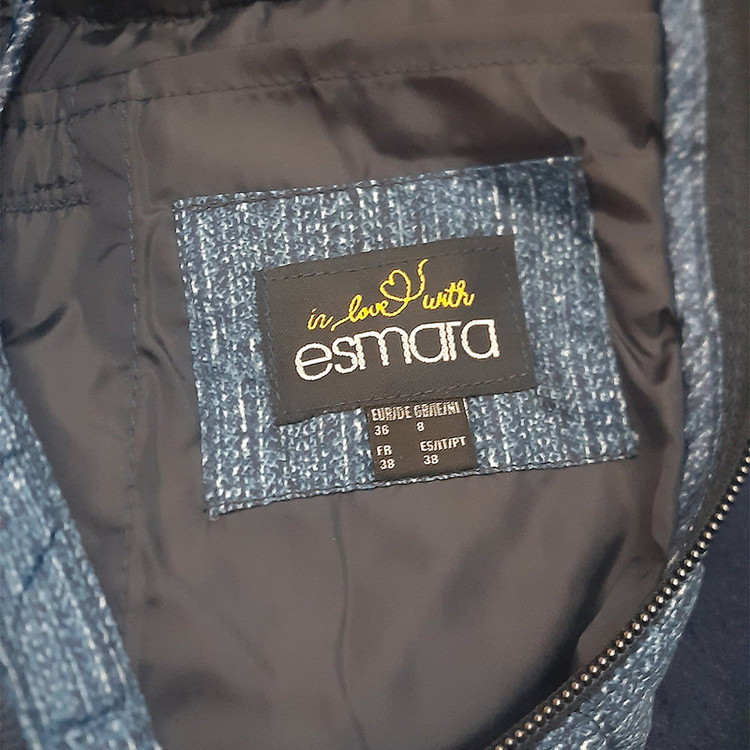 in love with
esmara
EUR/DE GB/IE/NI
36 8
FR ES/IT/PT
38 38